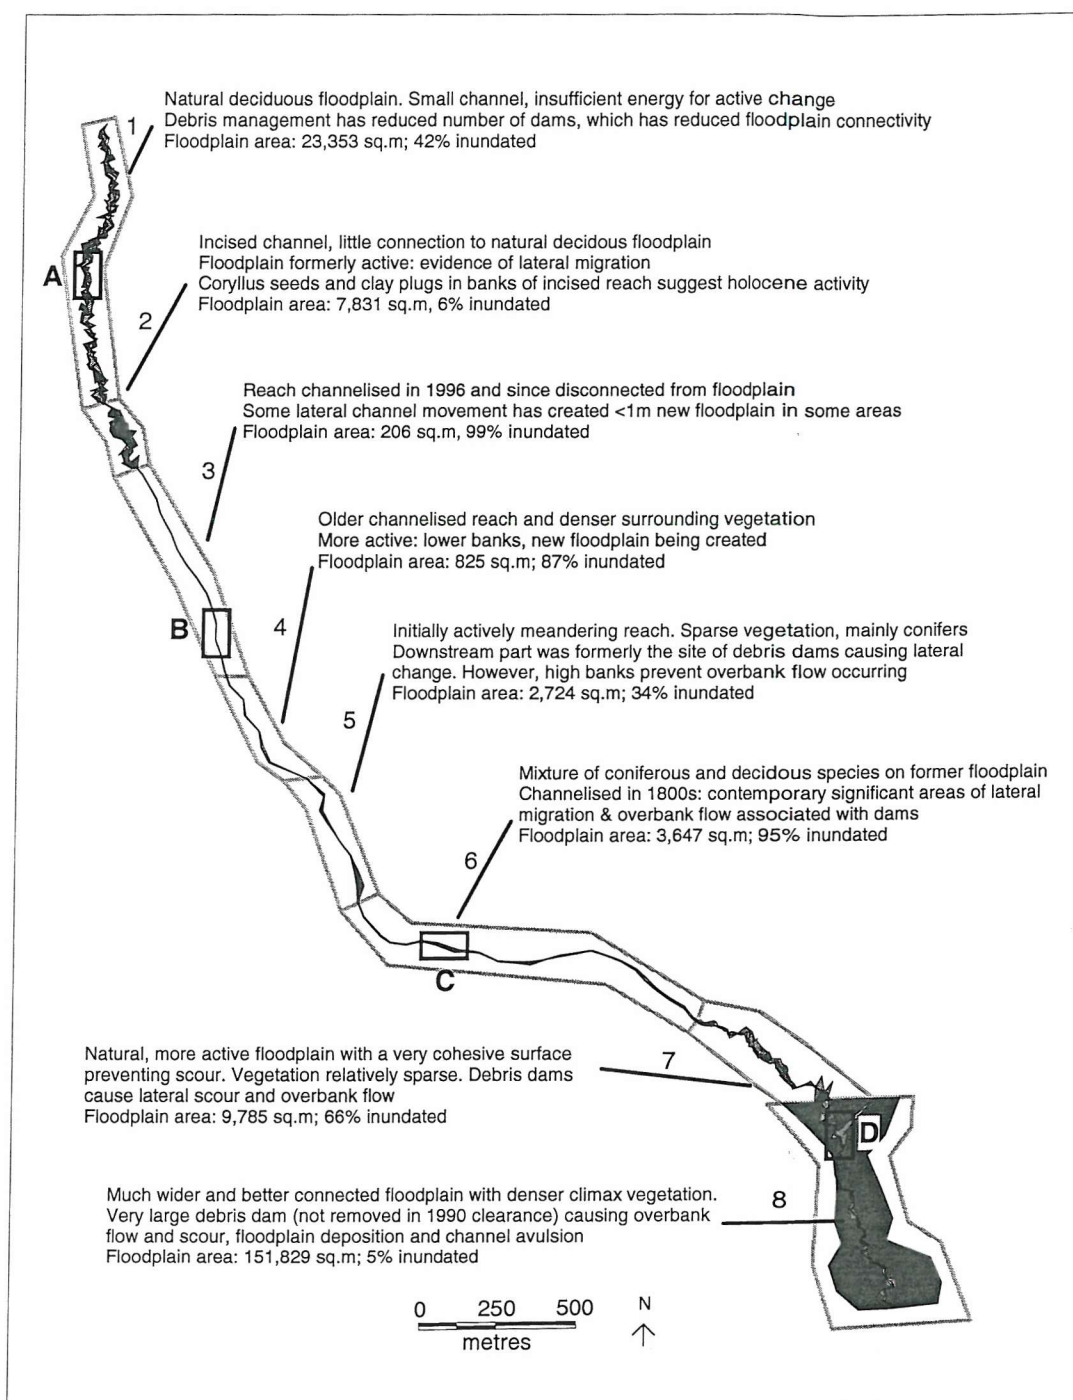 Natural deciduous floodplain. Small channel, insufficient energy for active change
Debris management has reduced number of dams, which has reduced floodplain connectivity
Floodplain area: 23,353 sq.m; 42% inundated
1
Incised channel, little connection to natural decidous floodplain
Floodplain formerly active: evidence of lateral migration
Coryllus seeds and clay plugs in banks of incised reach suggest holocene activity
Floodplain area: 7,831 sq.m, 6% inundated
A
2
Reach channelised in 1996 and since disconnected from floodplain
Some lateral channel movement has created <1m new floodplain in some areas
Floodplain area: 206 sq.m, 99% inundated
3
Older channelised reach and denser surrounding vegetation
More active: lower banks, new floodplain being created
Floodplain area: 825 sq.m; 87% inundated
B
4
Initially actively meandering reach. Sparse vegetation, mainly conifers
Downstream part was formerly the site of debris dams causing lateral
change. However, high banks prevent overbank flow occurring
Floodplain area: 2,724 sq.m; 34% inundated
5
Mixture of coniferous and decidous species on former floodplain
Channelised in 1800s: contemporary significant areas of lateral
migration & overbank flow associated with dams
Floodplain area: 3,647 sq.m; 95% inundated
6
C
Natural, more active floodplain with a very cohesive surface
preventing scour. Vegetation relatively sparse. Debris dams
cause lateral scour and overbank flow
Floodplain area: 9,785 sq.m; 66% inundated
7
D
Much wider and better connected floodplain with denser climax vegetation.
Very large debris dam (not removed in 1990 clearance) causing overbank
flow and scour, floodplain deposition and channel avulsion
Floodplain area: 151,829 sq.m; 5% inundated
8
0 250 500
metres
N